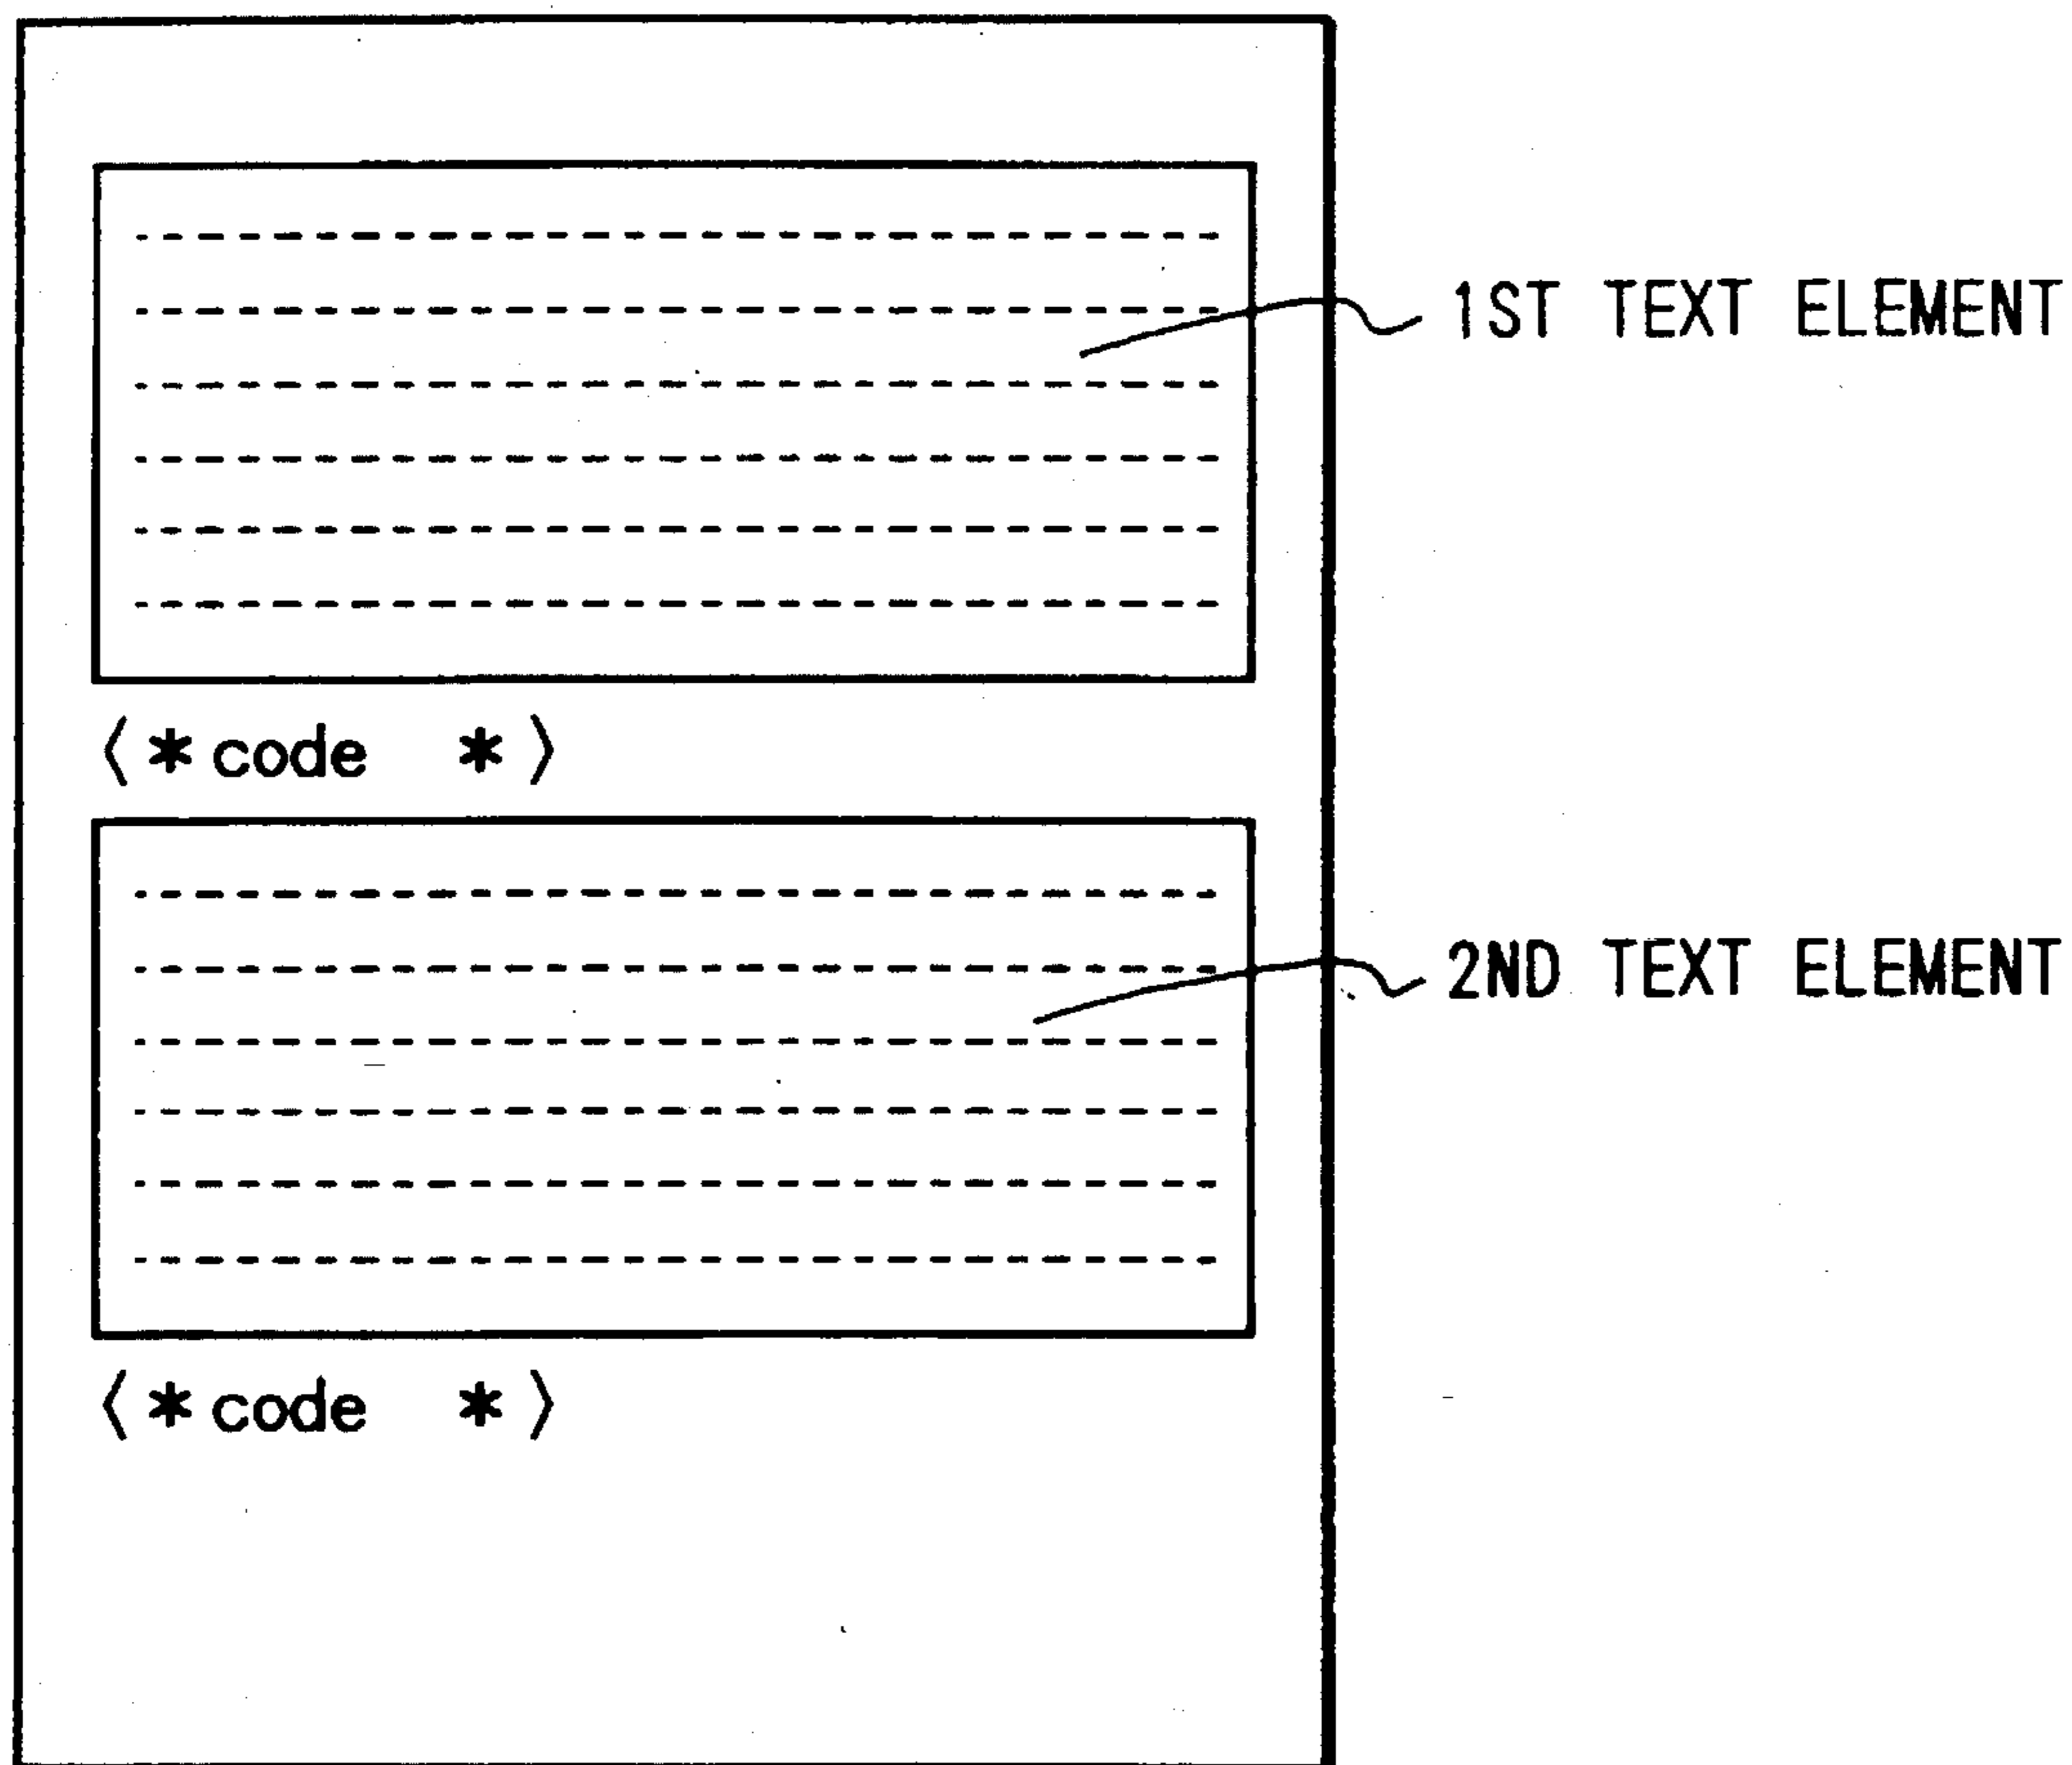 1ST TEXT ELEMENT
〈*code *〉
2ND TEXT ELEMENT
〈*code *〉